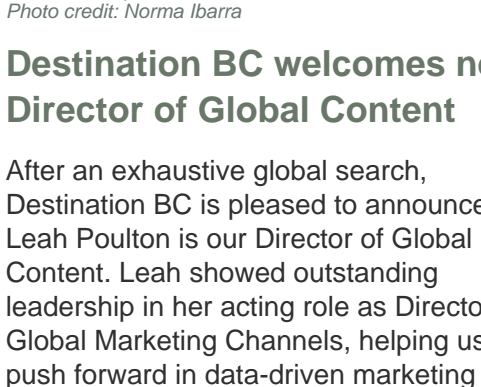 Photo credit: Norma Ibarra
Destination BC welcomes
Director of Global Content
After an exhaustive global search,
Destination BC is pleased to announce
Leah Poulton is our Director of Global
Content. Leah showed outstanding
leadership in her acting role as
Global Marketing Channels, helping
push forward in data-driven marketing